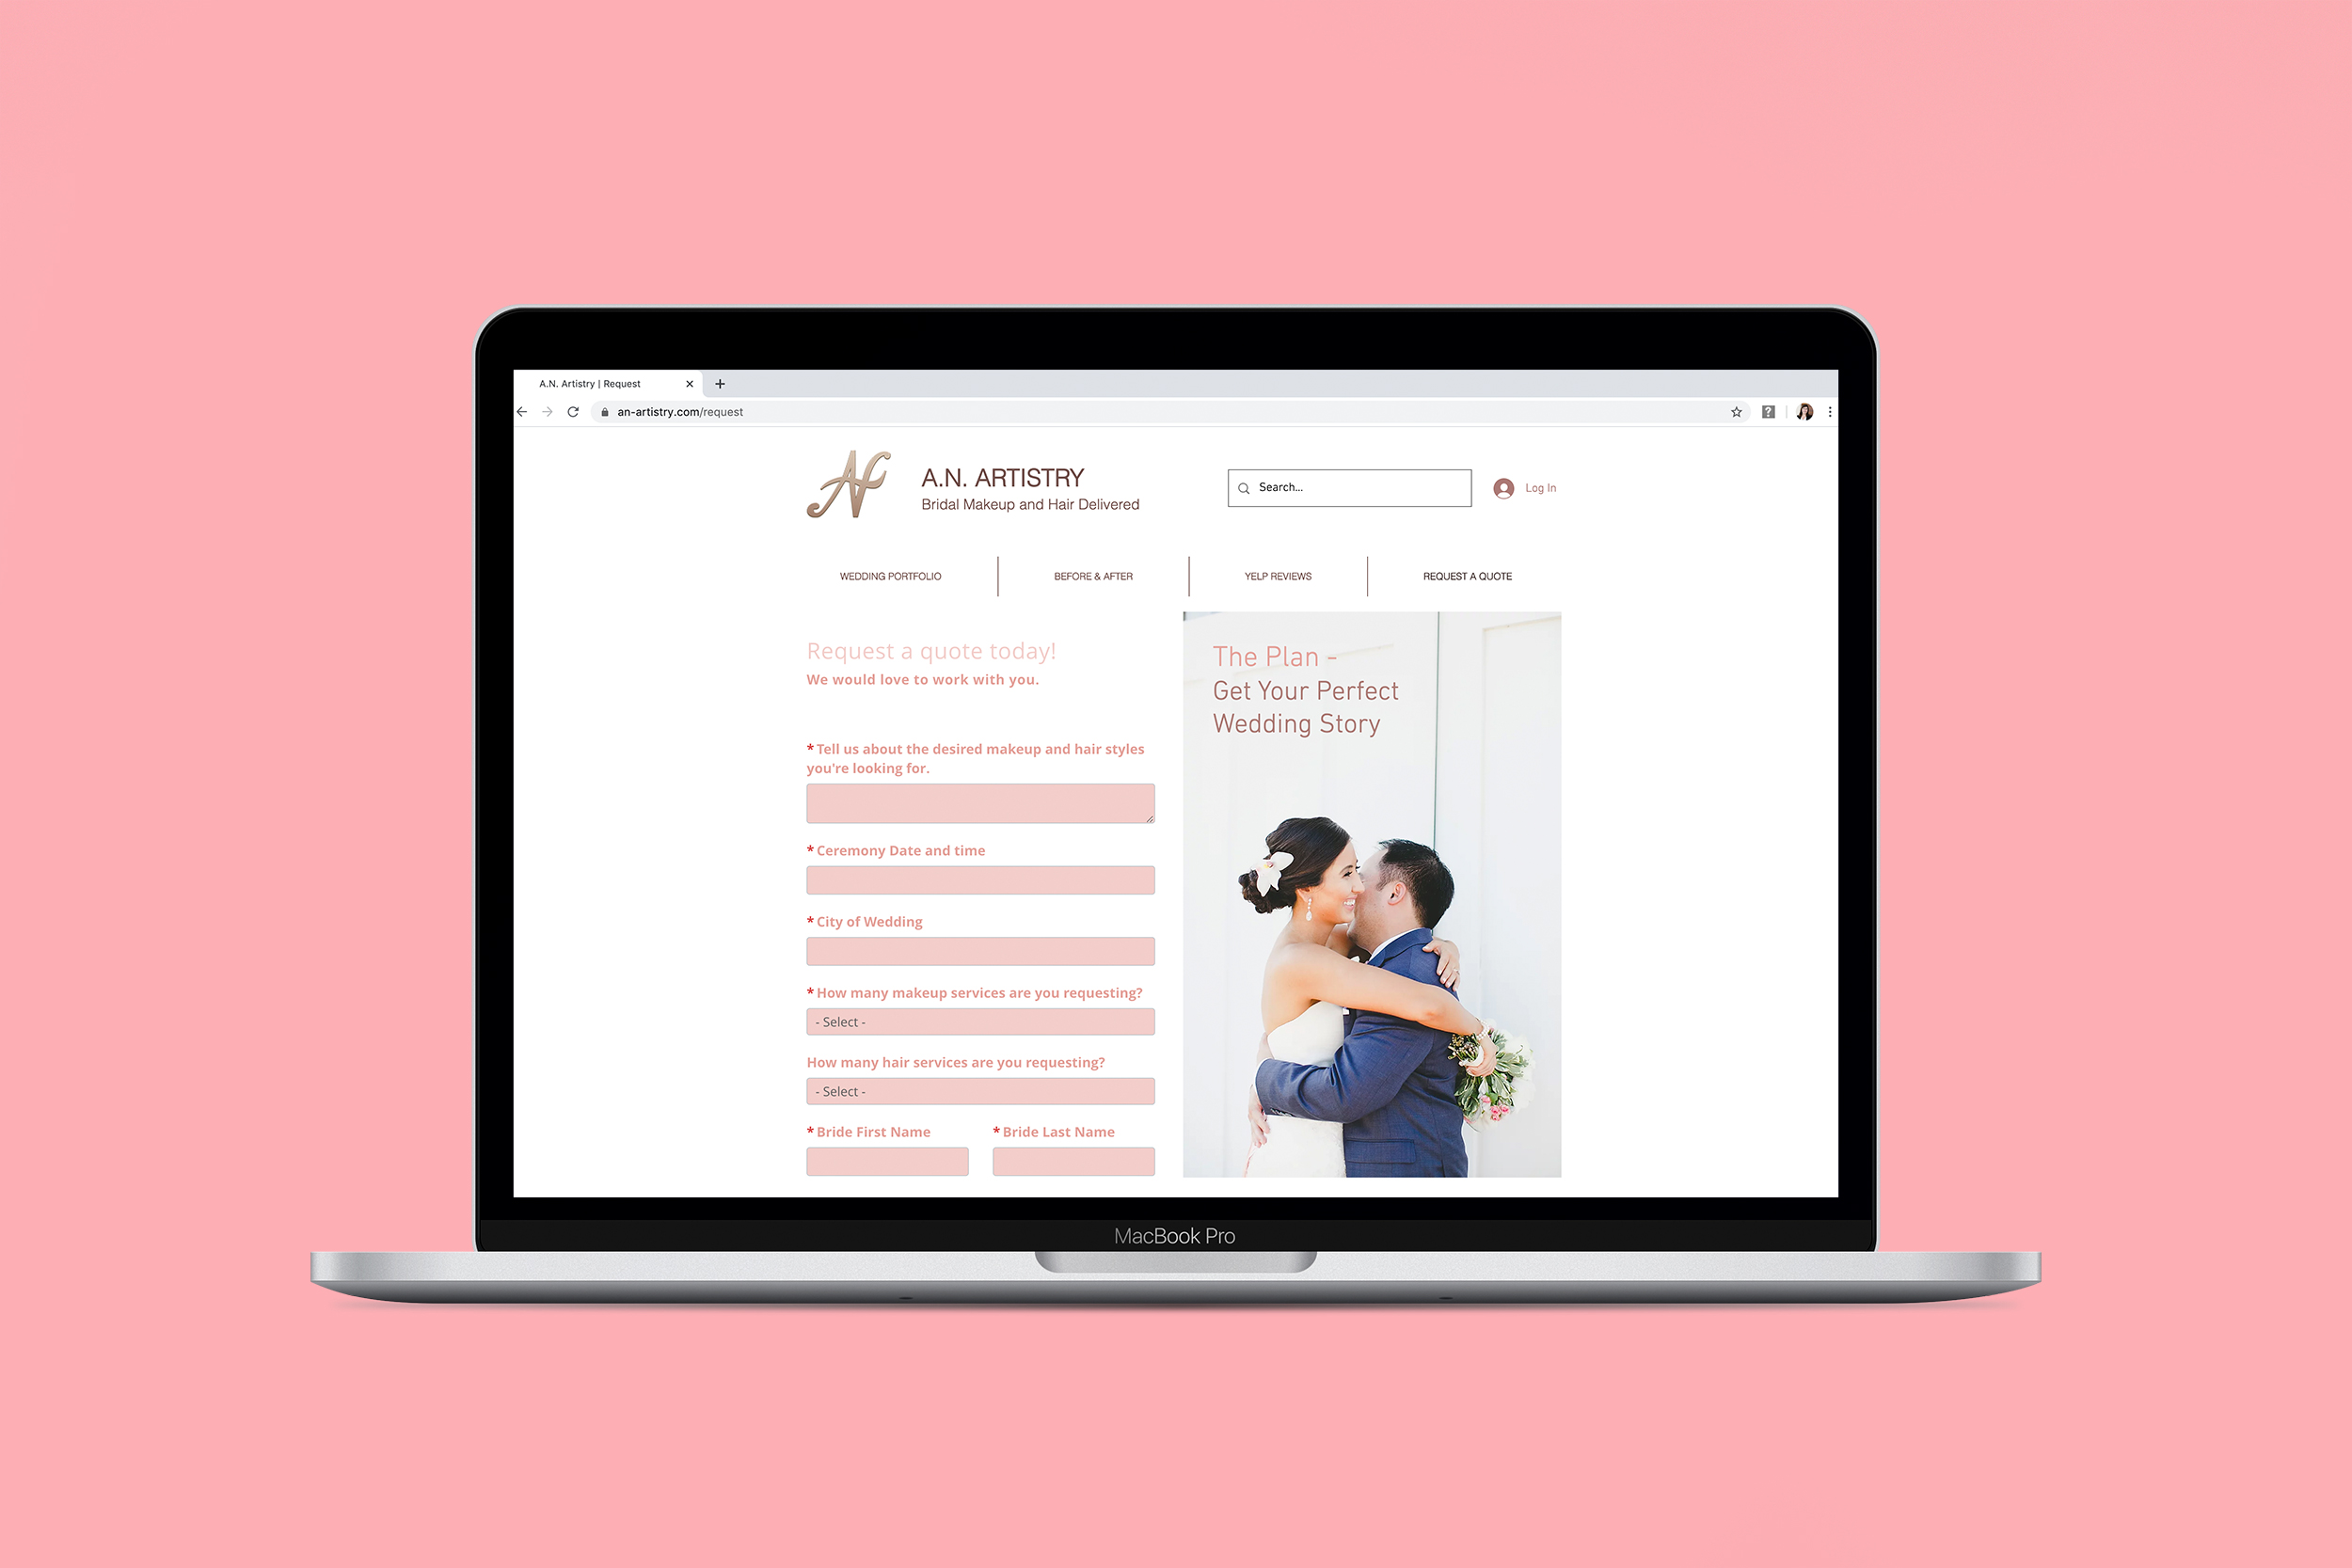 A.N. Artistry | Request
an-artistry.com/request
AN
A.N. ARTISTRY
Bridal Makeup and Hair Delivered
Search...
Log In
WEDDING PORTFOLIO
BEFORE & AFTER
YELP REVIEWS
REQUEST A QUOTE
Request a quote today!
We would love to work with you.
*Tell us about the desired makeup and hair styles
you're looking for.
*Ceremony Date and time
*City of Wedding
*How many makeup services are you requesting?
- Select -
How many hair services are you requesting?
- Select -
*Bride First Name
*Bride Last Name
The Plan -
Get Your Perfect
Wedding Story
MacBook Pro